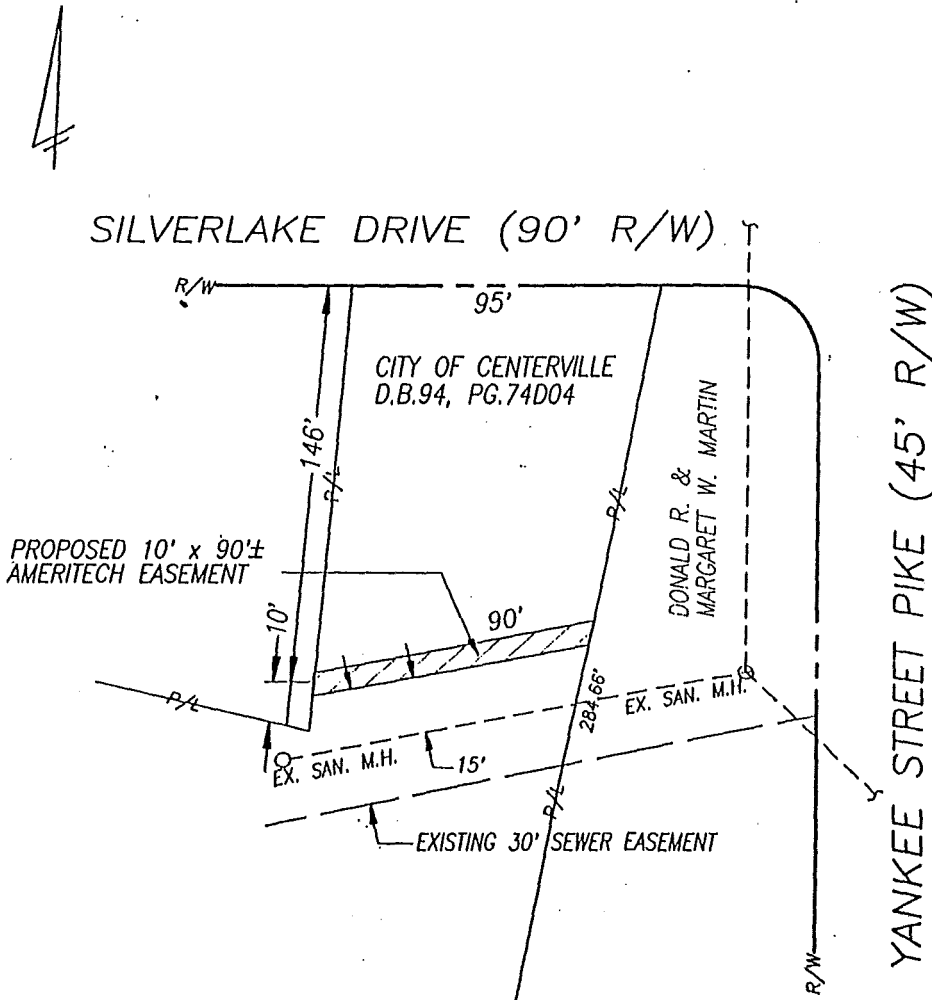 SILVERLAKE DRIVE (90' R/W)
R/W
95'
CITY OF CENTERVILLE
D.B.94, PG.74D04
146'
P/L
P/L
DONALD R. &
MARGARET W. MARTIN
YANKEE STREET PIKE (45' R/W)
PROPOSED 10' x 90'±
AMERITECH EASEMENT
10'
90'
P/L
284.66'
EX. SAN. M.H.
EX. SAN. M.H.
15'
P/L
EXISTING 30' SEWER EASEMENT
R/W